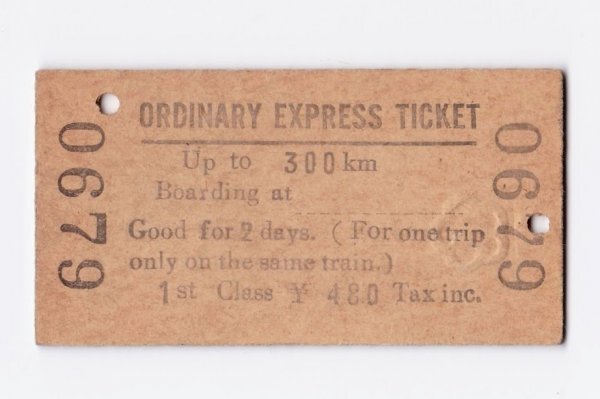 ORDINARY EXPRESS TICKET
Up to 300 km
Boarding at
Good for 2 days. (For one trip
only on the same train.)
1st Class ¥ 480 Tax inc.
0679
0679